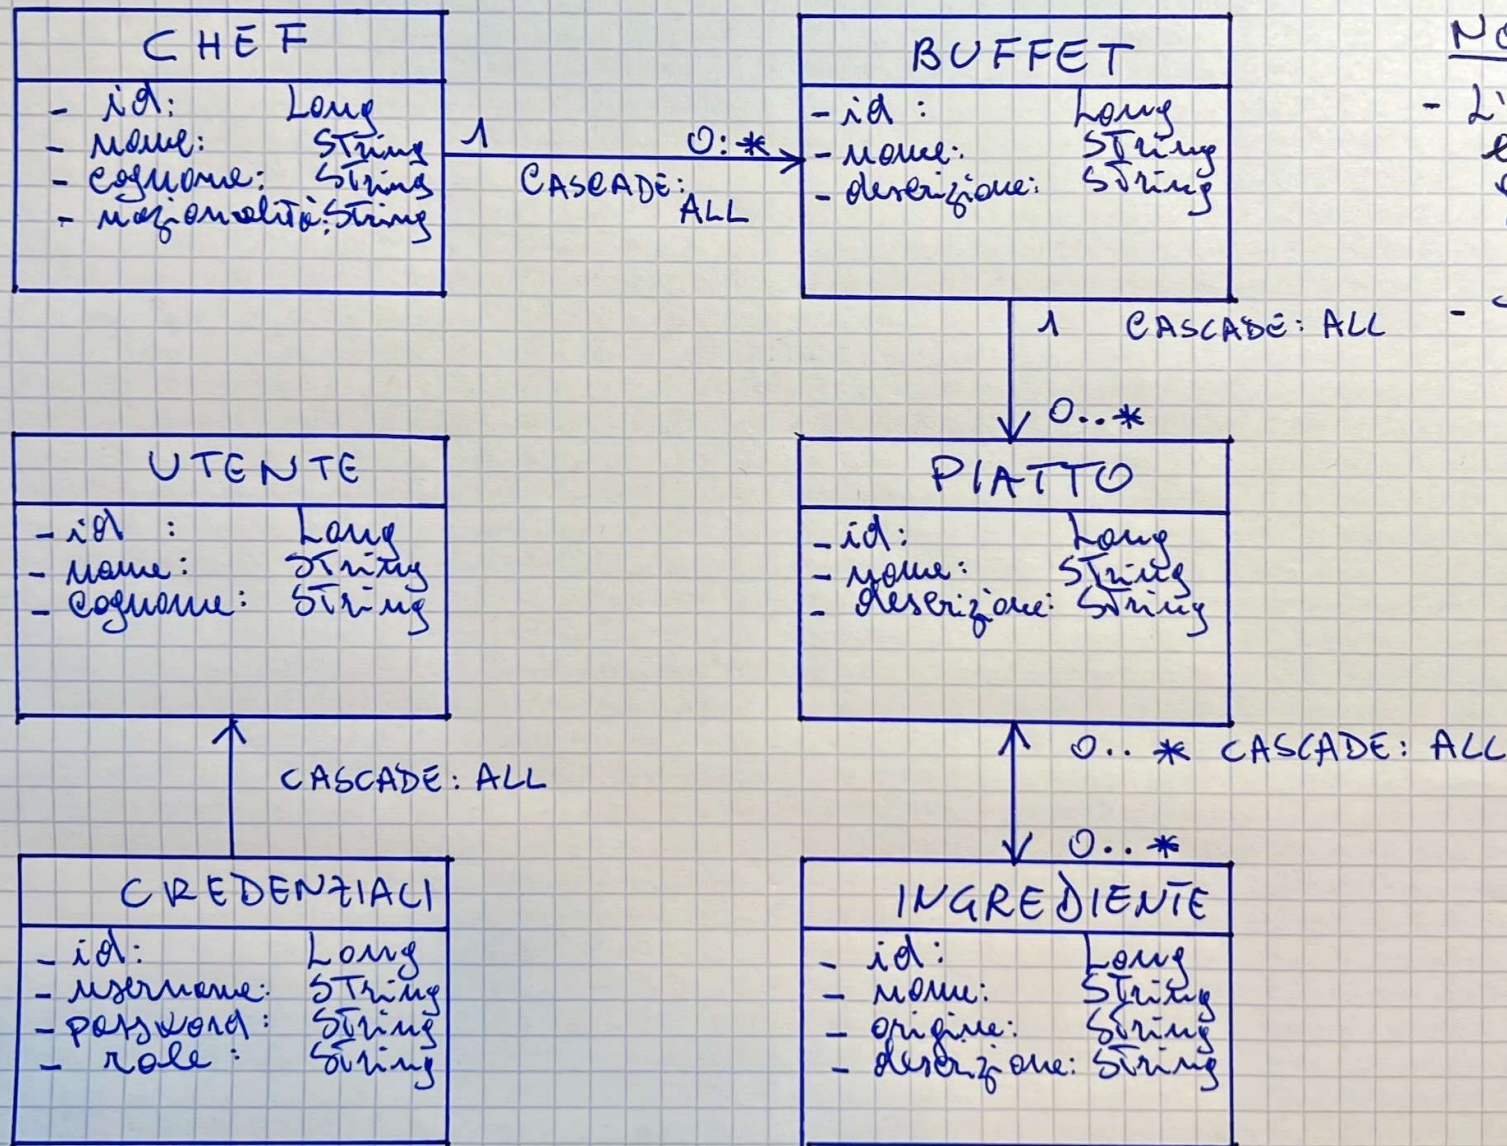 CHEF
- id: Long
- nome: String
- cognome: String
- nazionalità: String
1
0:*
CASCADE:
ALL
BUFFET
- id: Long
- nome: String
- descrizione: String
1 CASCADE: ALL
0..*
UTENTE
- id : Long
- nome: String
- cognome: String
PIATTO
- id: Long
- nome: String
- descrizione: String
CASCADE: ALL
0..* CASCADE: ALL
0..*
CREDENZIALI
- id: Long
- username: String
- password: String
- role: String
INGREDIENTE
- id: Long
- nome: String
- origine: String
- descrizione: String